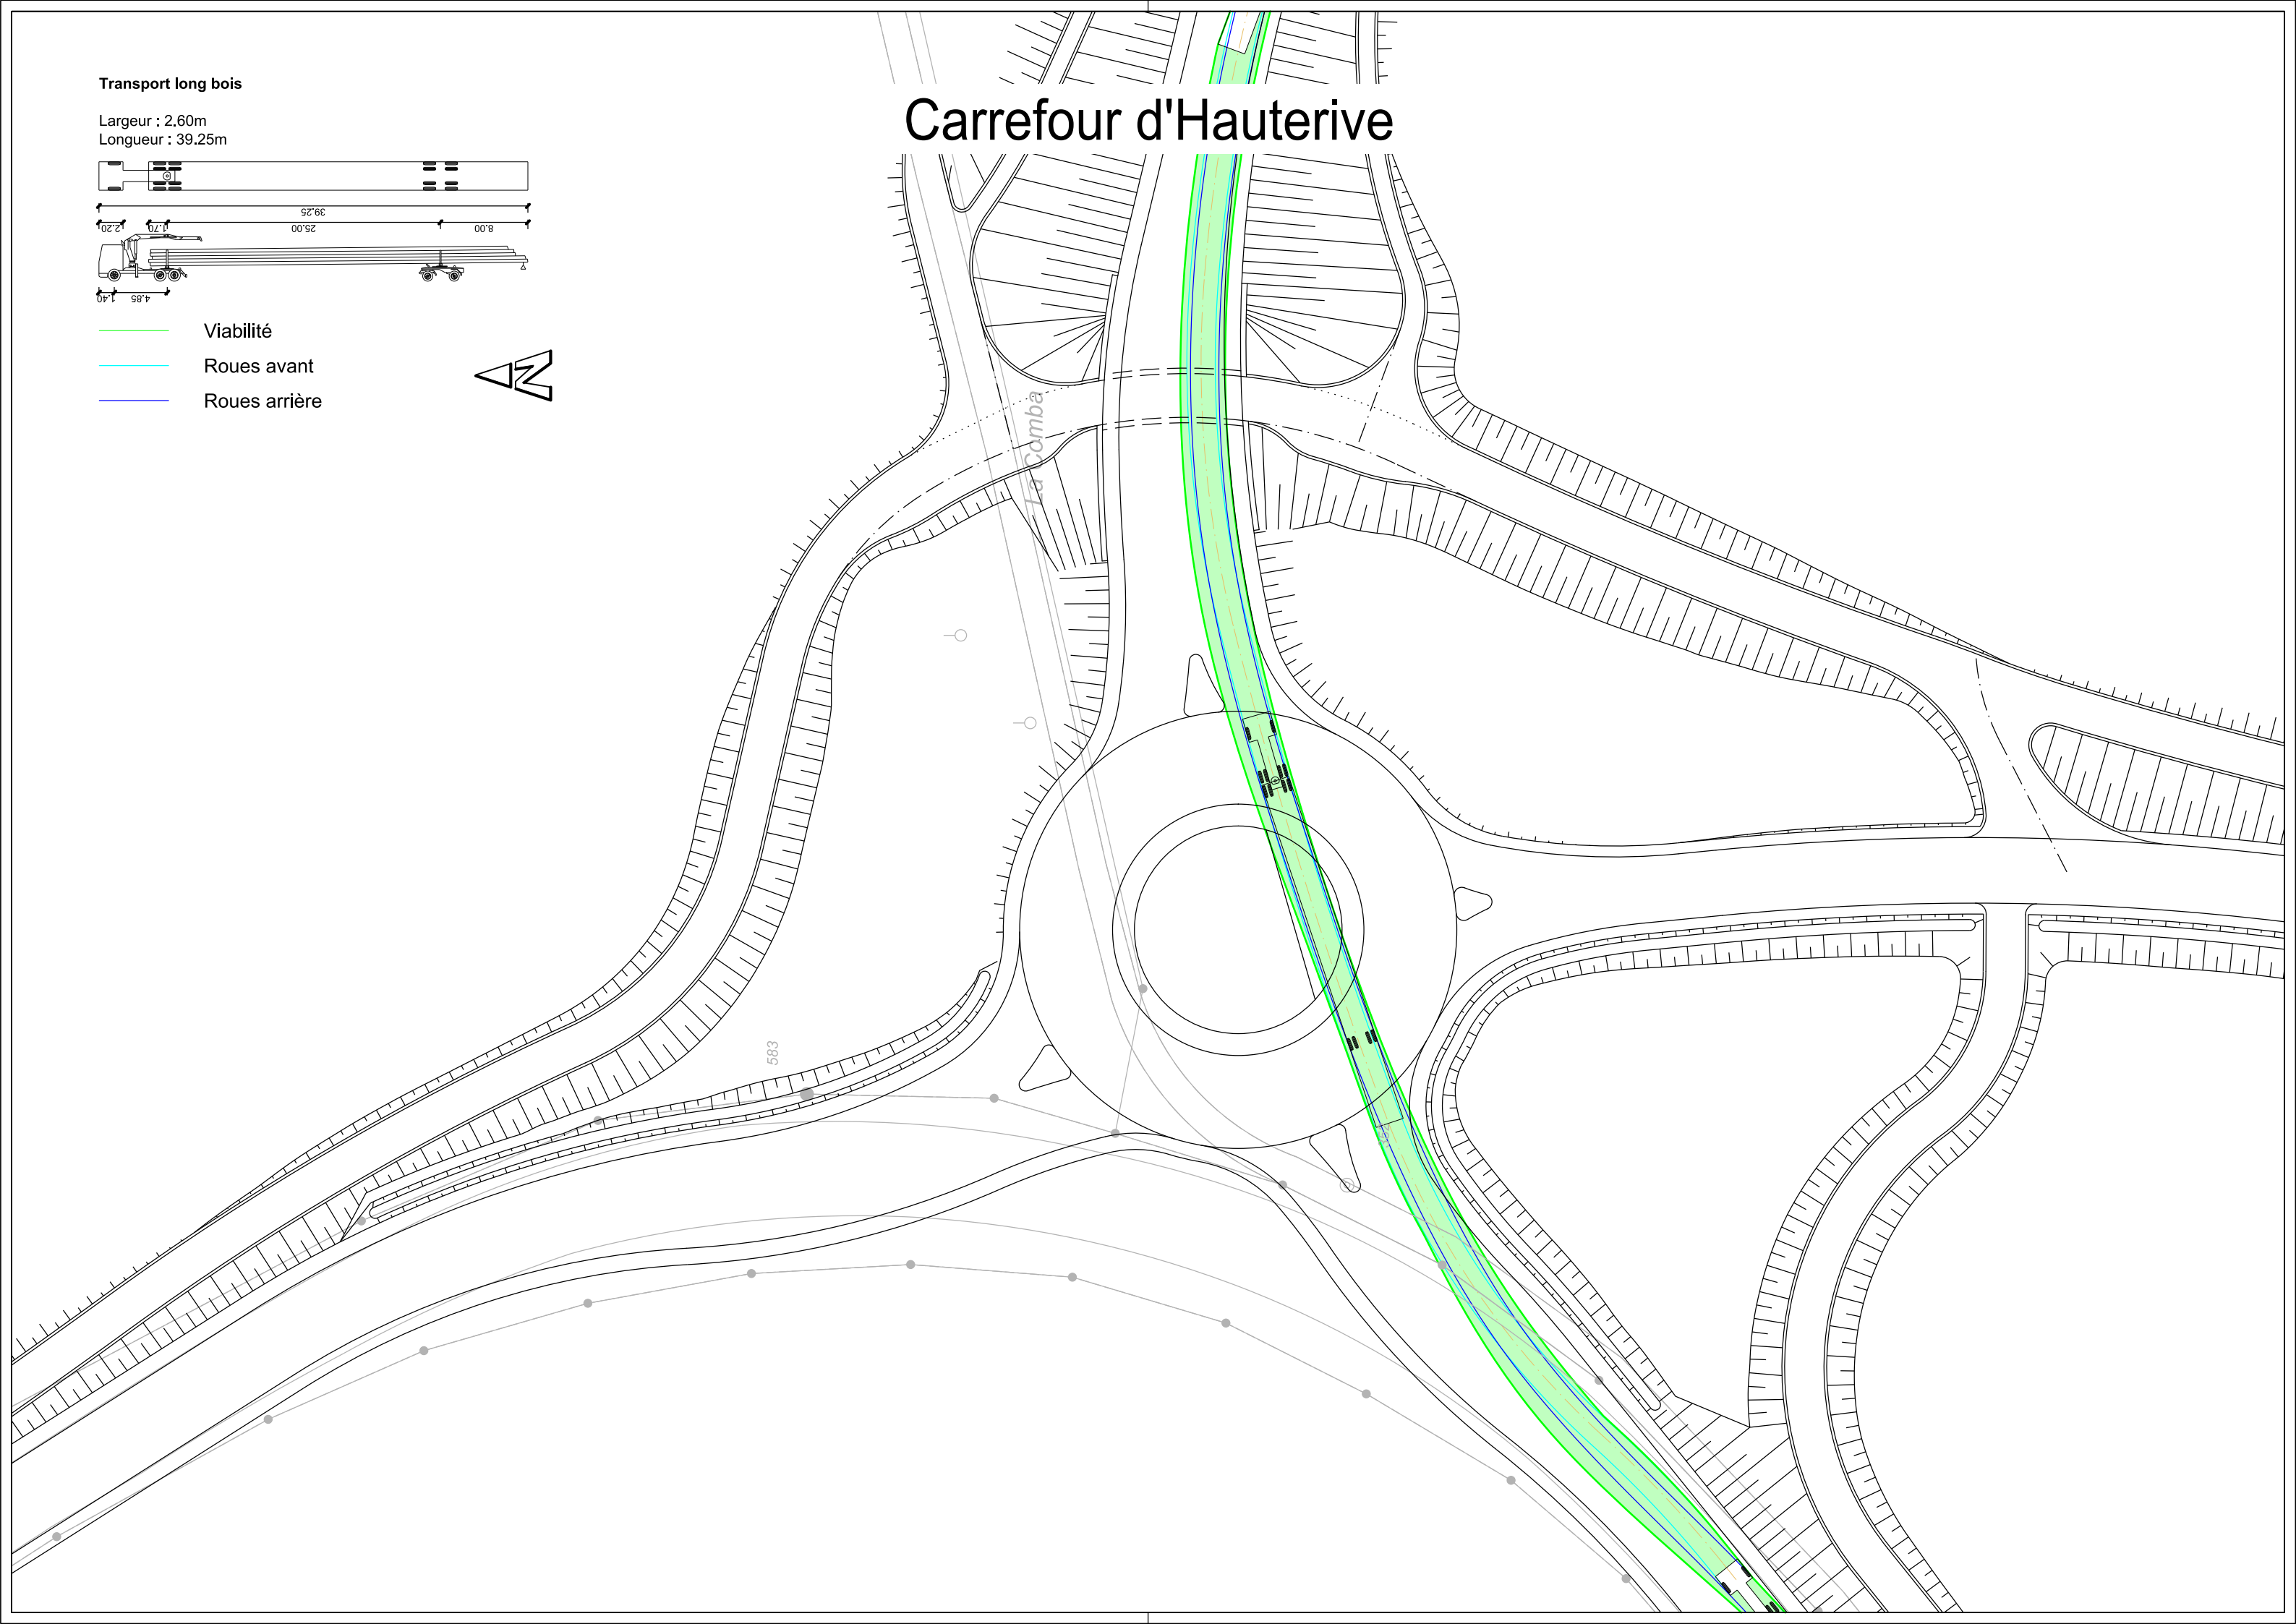 Transport long bois
Carrefour d'Hauterive
Largeur : 2,60m
Longueur : 39.25m
39.25
2.20
1.70
25.00
8.00
1.40
4.85
Viabilité
Roues avant
Roues arrière
N
La Comba
583